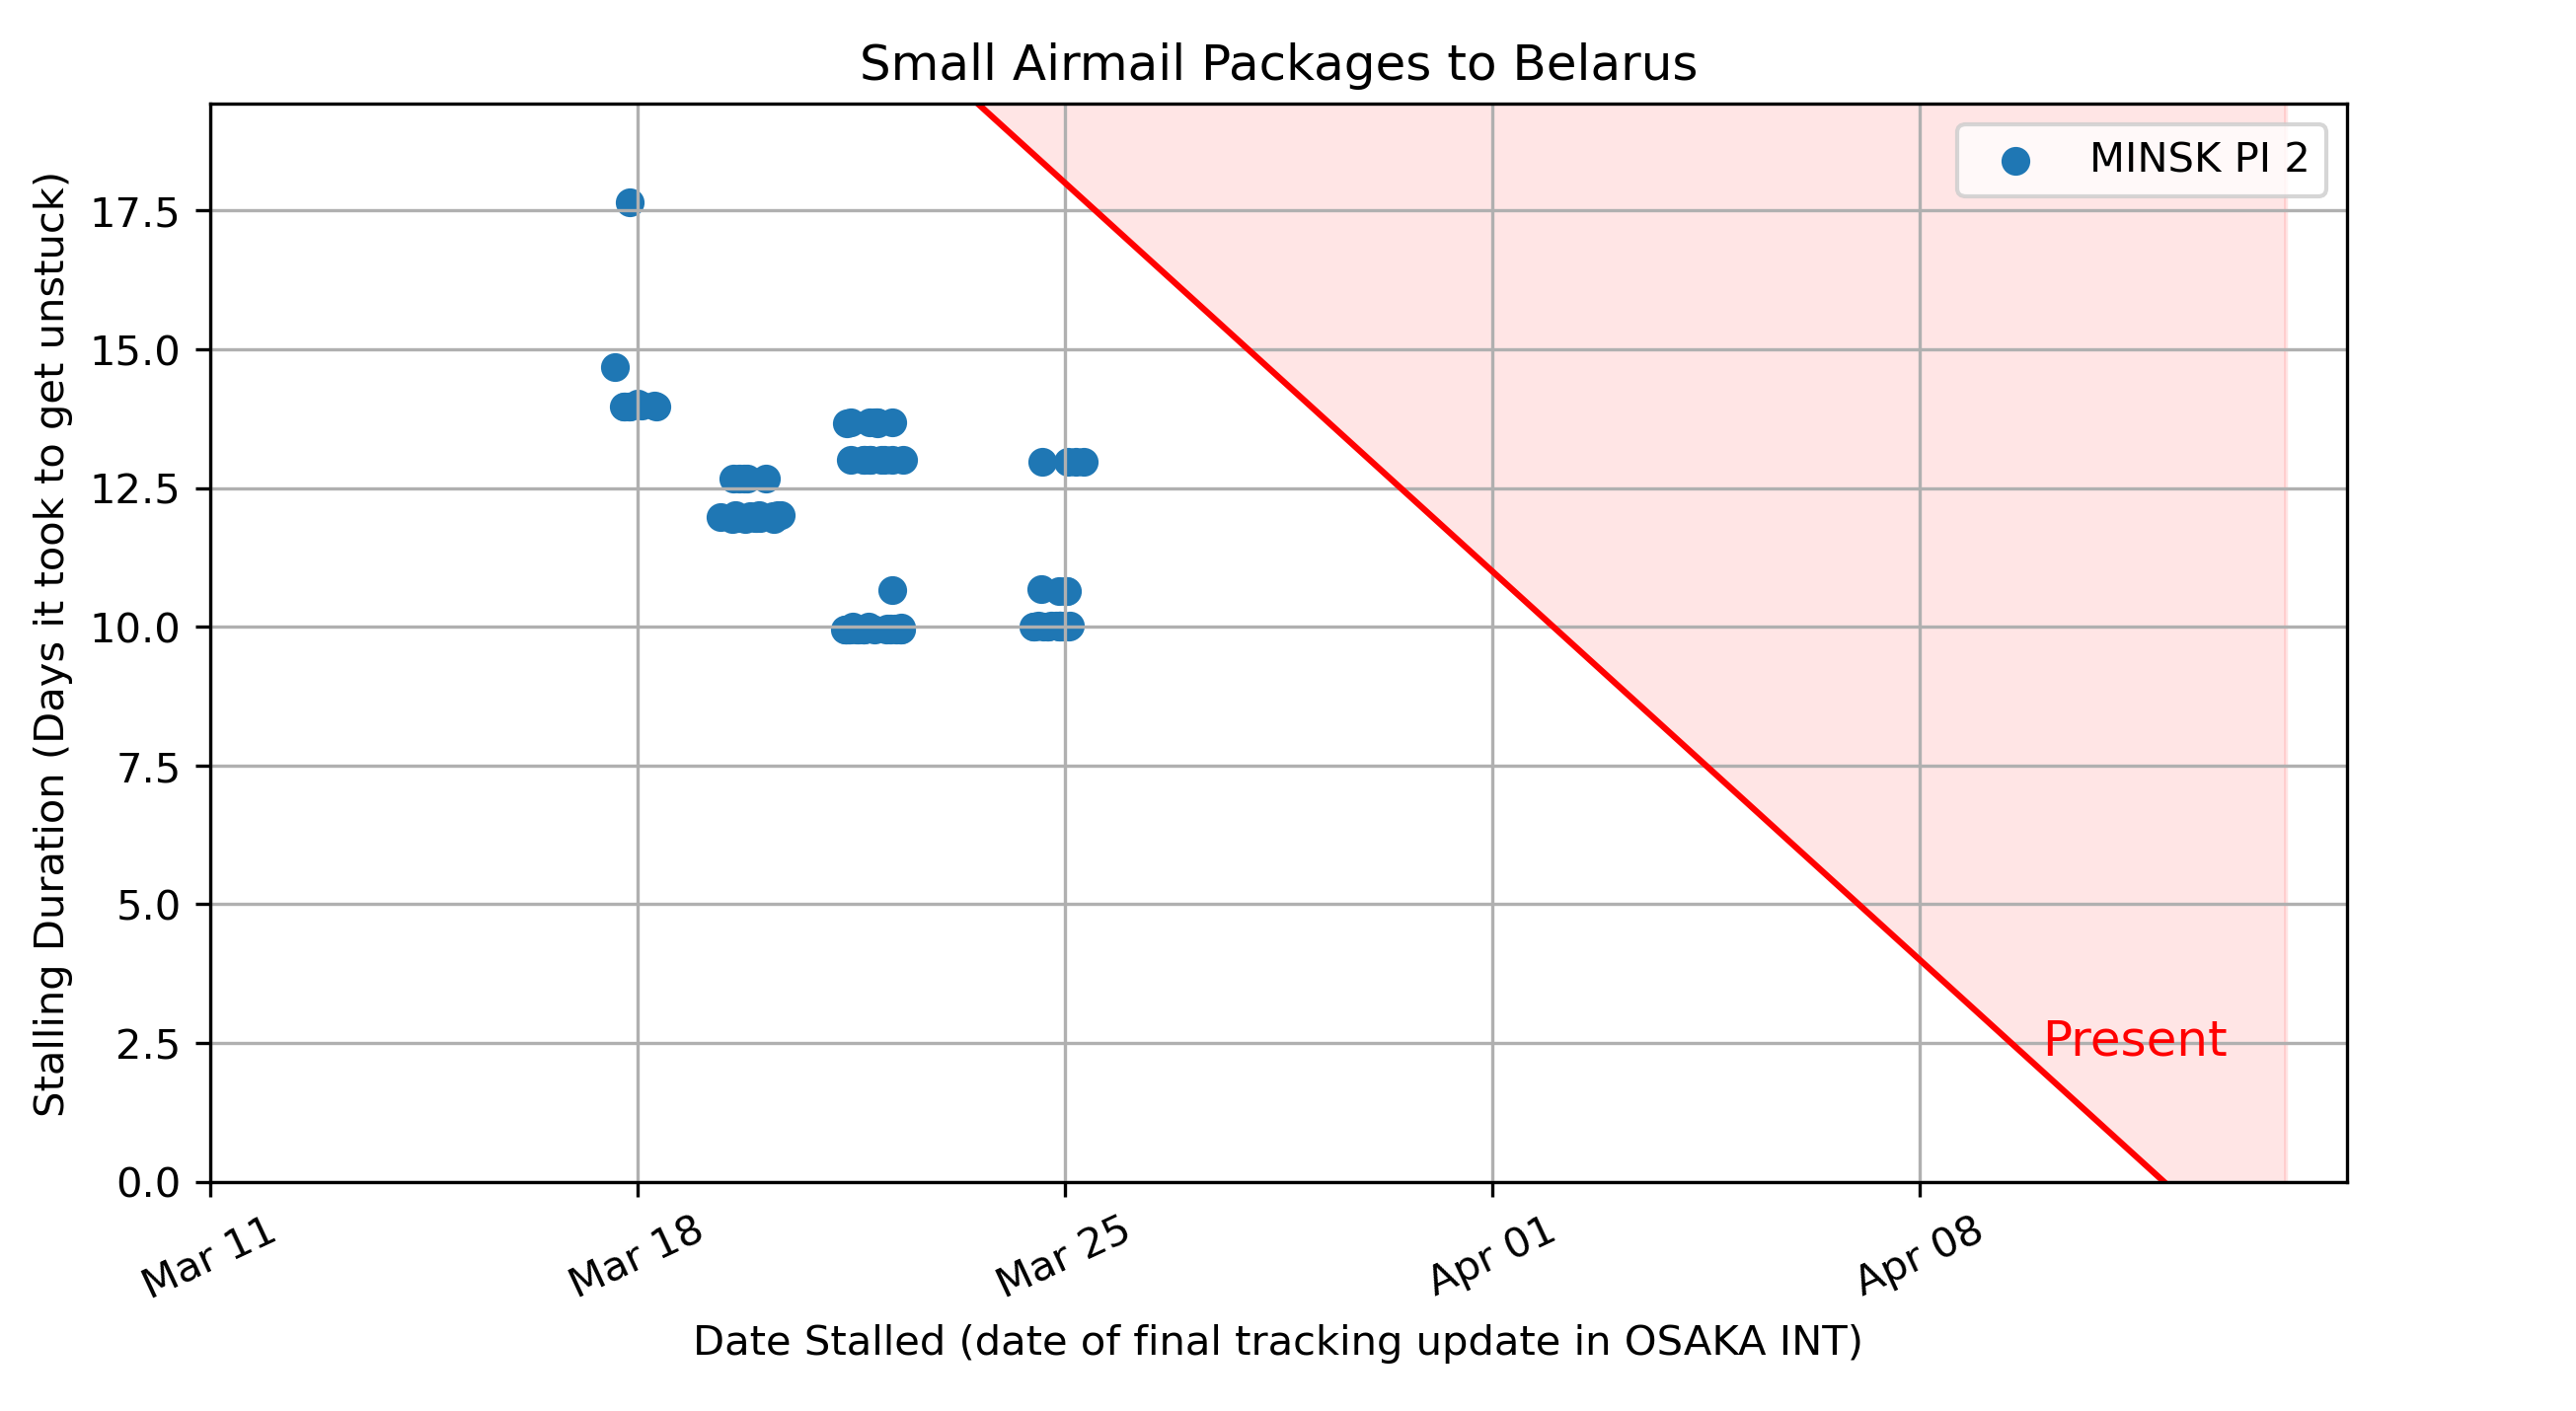 Small Airmail Packages to Belarus
MINSK PI 2
Stalling Duration (Days it took to get unstuck)
17.5
15.0
12.5
10.0
7.5
5.0
2.5
0.0
Present
Mar 11
Mar 18
Mar 25
Apr 01
Apr 08
Date Stalled (date of final tracking update in OSAKA INT)